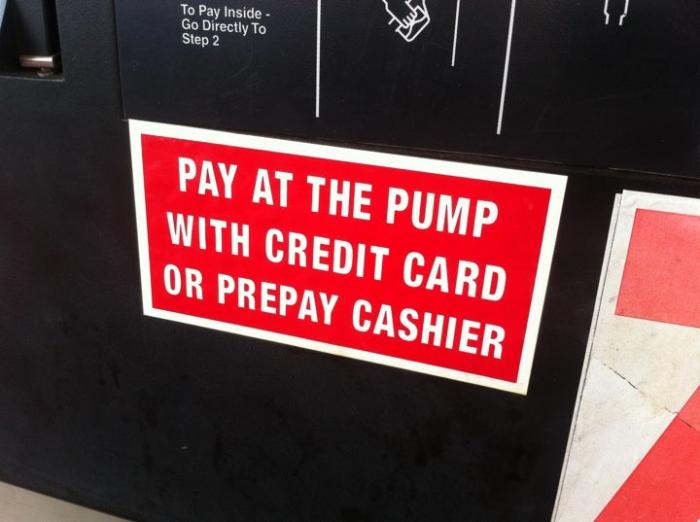 To Pay Inside -
Go Directly To
Step 2
PAY AT THE PUMP
WITH CREDIT CARD
OR PREPAY CASHIER